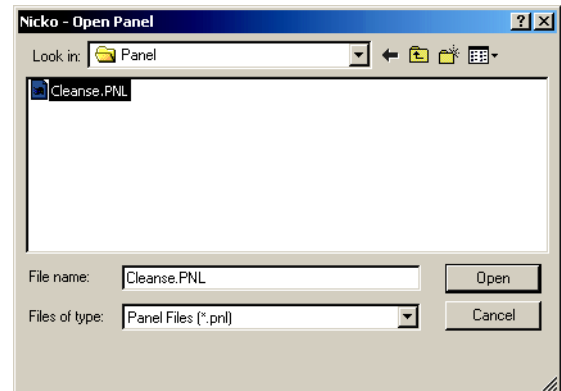 Nicko - Open Panel
Look in: Panel
Cleanse.PNL
File name: Cleanse.PNL Open
Files of type: Panel Files (*.pnl) Cancel